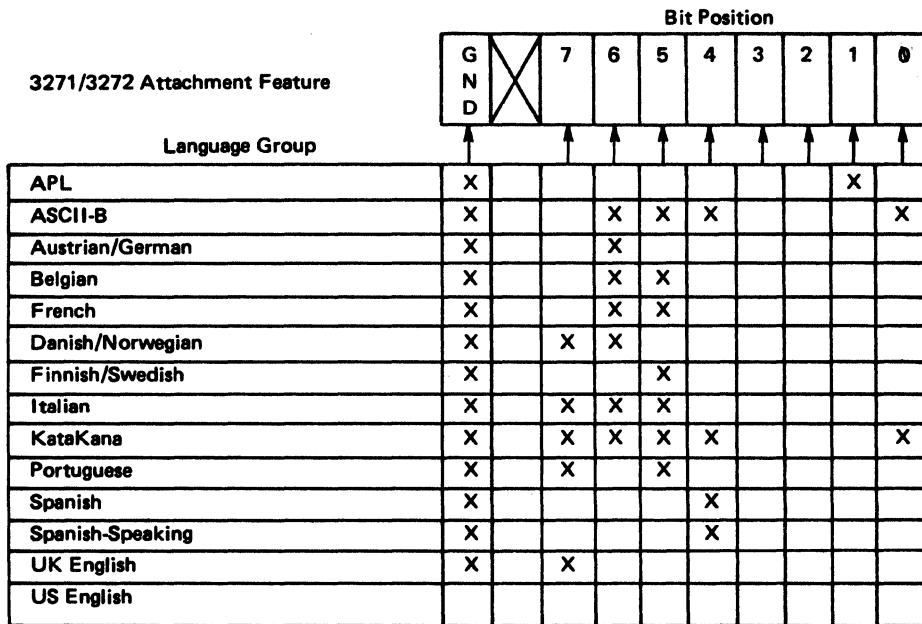 Bit Position
3271/3272 Attachment Feature
GND 7 6 5 4 3 2 1 0
Language Group
APL X X
ASCII-B X X X X X
Austrian/German X X
Belgian X X X
French X X X
Danish/Norwegian X X X
Finnish/Swedish X X
Italian X X X X
KataKana X X X X X X
Portuguese X X X
Spanish X X
Spanish-Speaking X X
UK English X X
US English